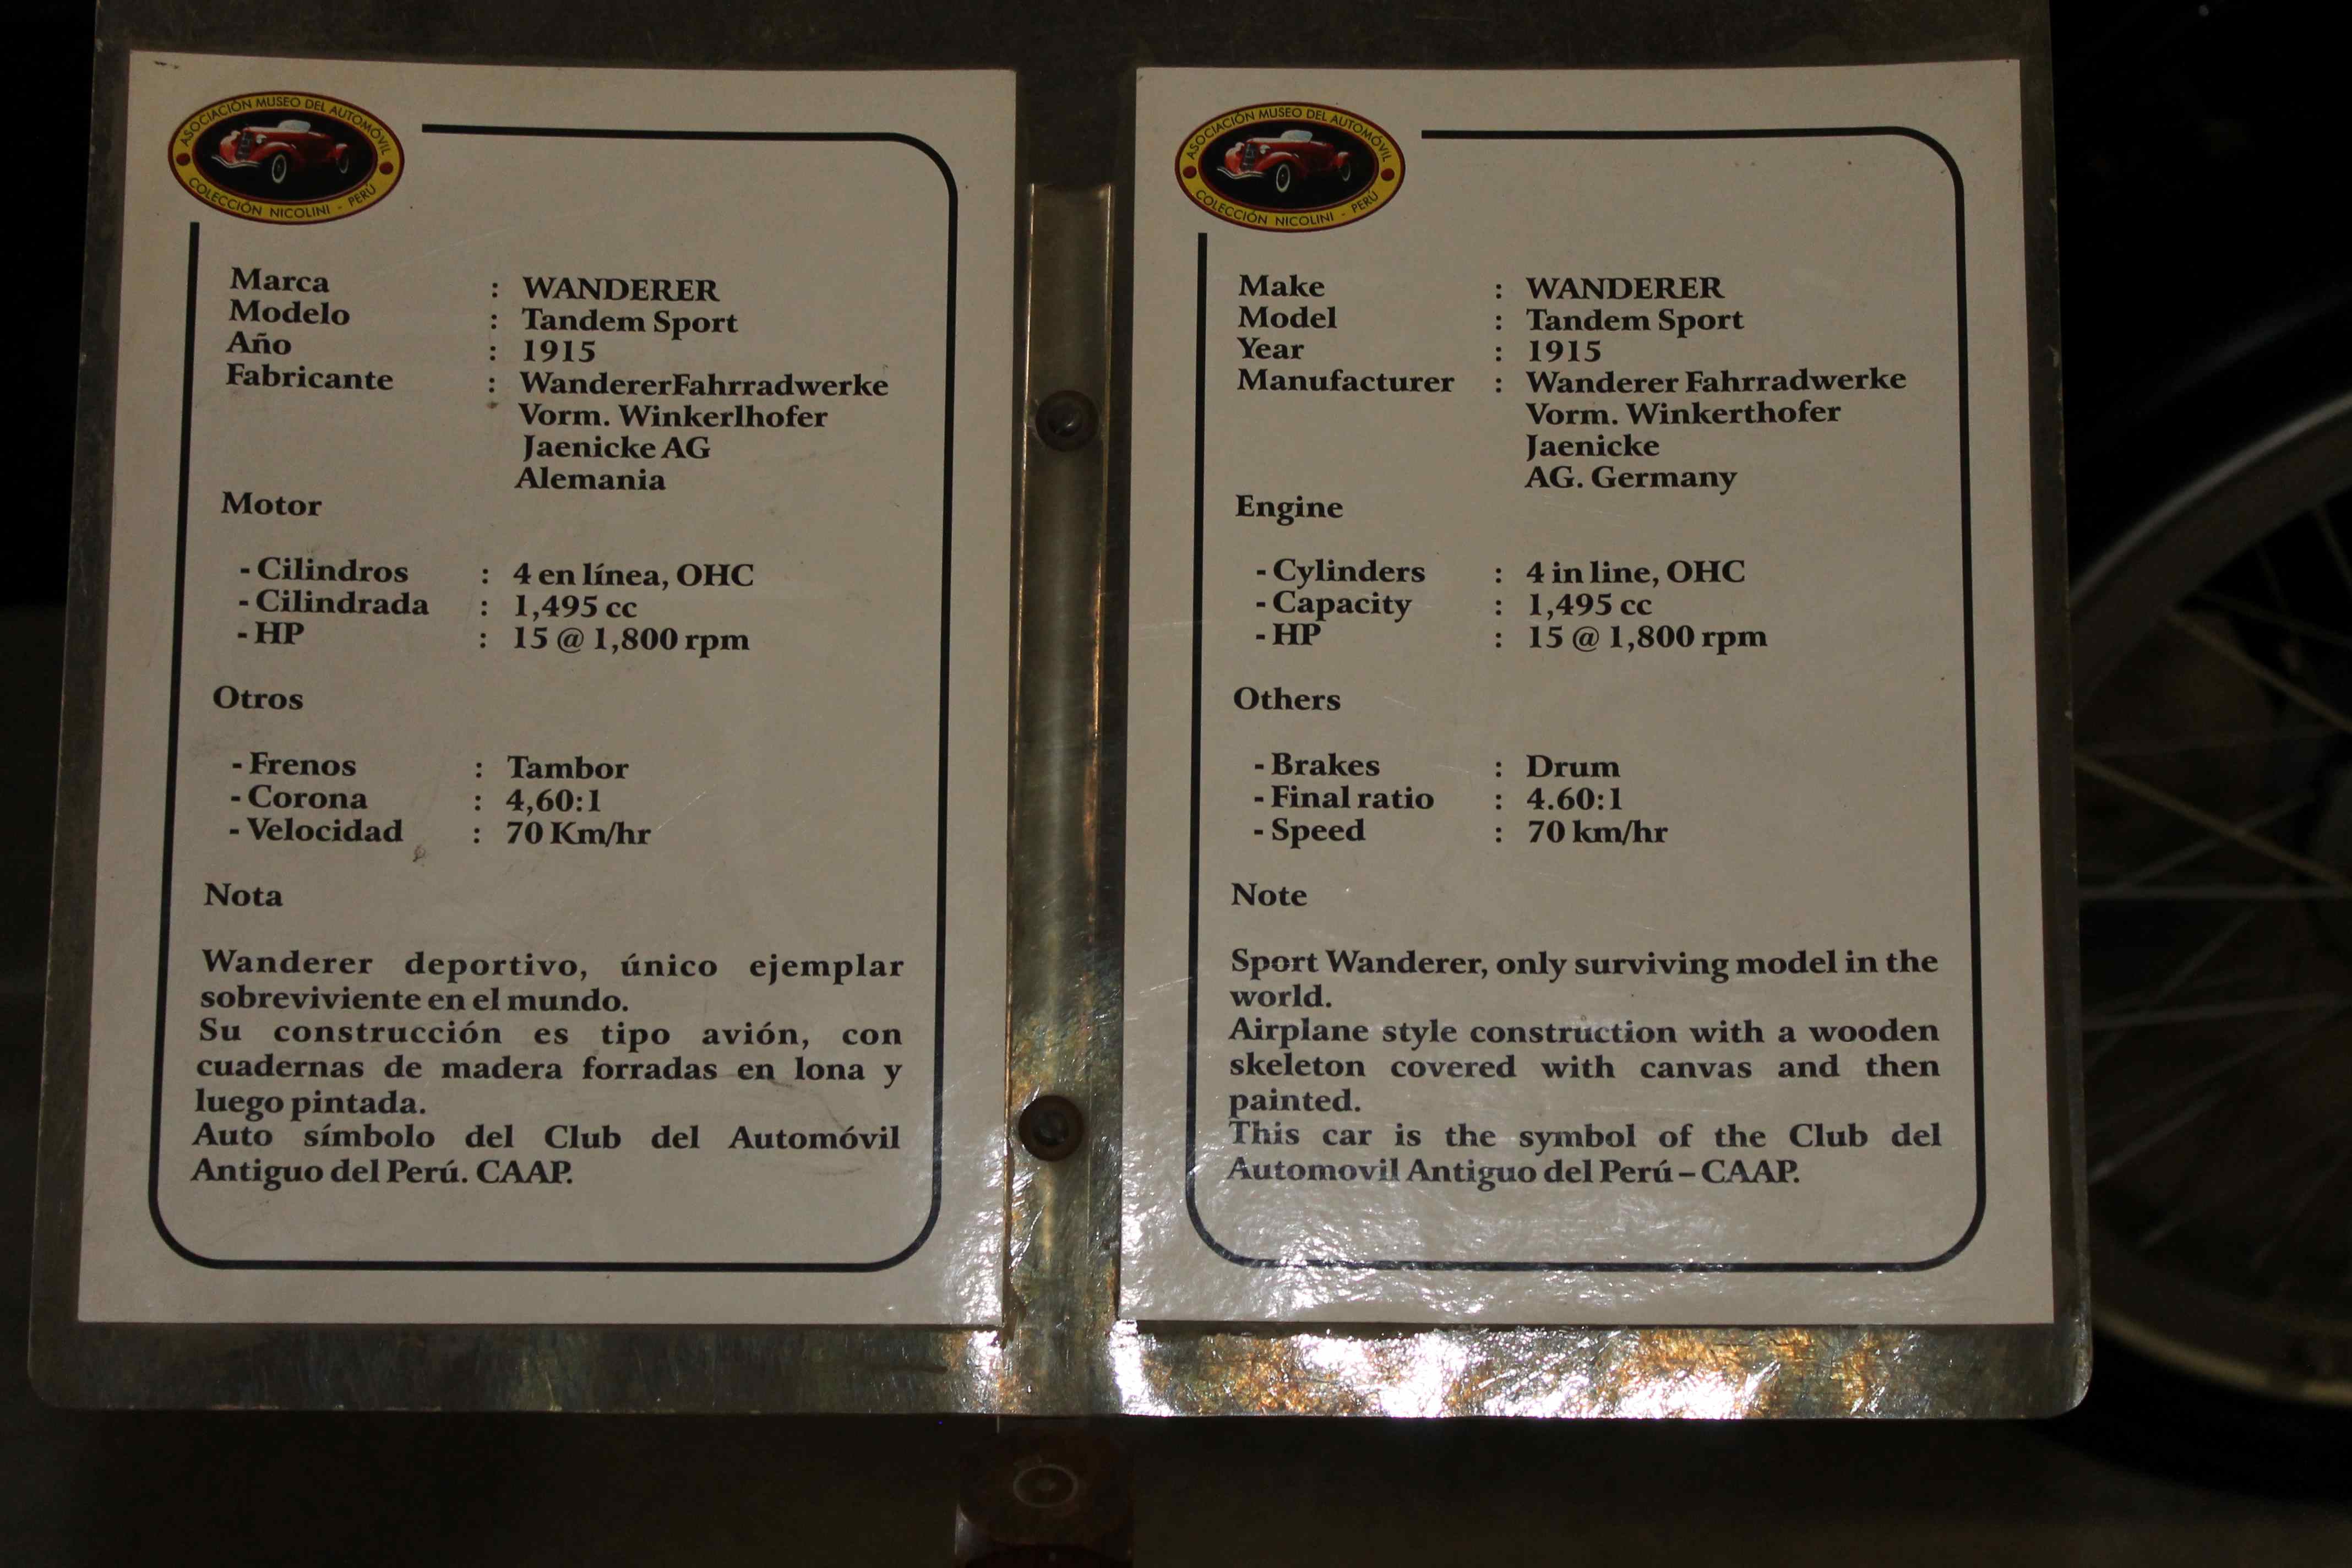 ASOCIACIÓN MUSEO DEL AUTOMÓVIL
COLECCIÓN NICOLINI - PERÚ
Marca : WANDERER
Modelo : Tandem Sport
Año : 1915
Fabricante : WandererFahrradwerke
Vorm. Winkerlhofer
Jaenicke AG
Alemania
Motor
- Cilindros : 4 en línea, OHC
- Cilindrada : 1,495 cc
- HP : 15 @ 1,800 rpm
Otros
- Frenos : Tambor
- Corona : 4,60:1
- Velocidad : 70 Km/hr
Nota
Wanderer deportivo, único ejemplar
sobreviviente en el mundo.
Su construcción es tipo avión, con
cuadernas de madera forradas en lona y
luego pintada.
Auto símbolo del Club del Automóvil
Antiguo del Perú. CAAP.
ASOCIACIÓN MUSEO DEL AUTOMÓVIL
COLECCIÓN NICOLINI - PERÚ
Make : WANDERER
Model : Tandem Sport
Year : 1915
Manufacturer : Wanderer Fahrradwerke
Vorm. Winkerthofer
Jaenicke
AG. Germany
Engine
- Cylinders : 4 in line, OHC
- Capacity : 1,495 cc
- HP : 15 @ 1,800 rpm
Others
- Brakes : Drum
- Final ratio : 4.60:1
- Speed : 70 km/hr
Note
Sport Wanderer, only surviving model in the
world.
Airplane style construction with a wooden
skeleton covered with canvas and then
painted.
This car is the symbol of the Club del
Automovil Antiguo del Perú – CAAP.